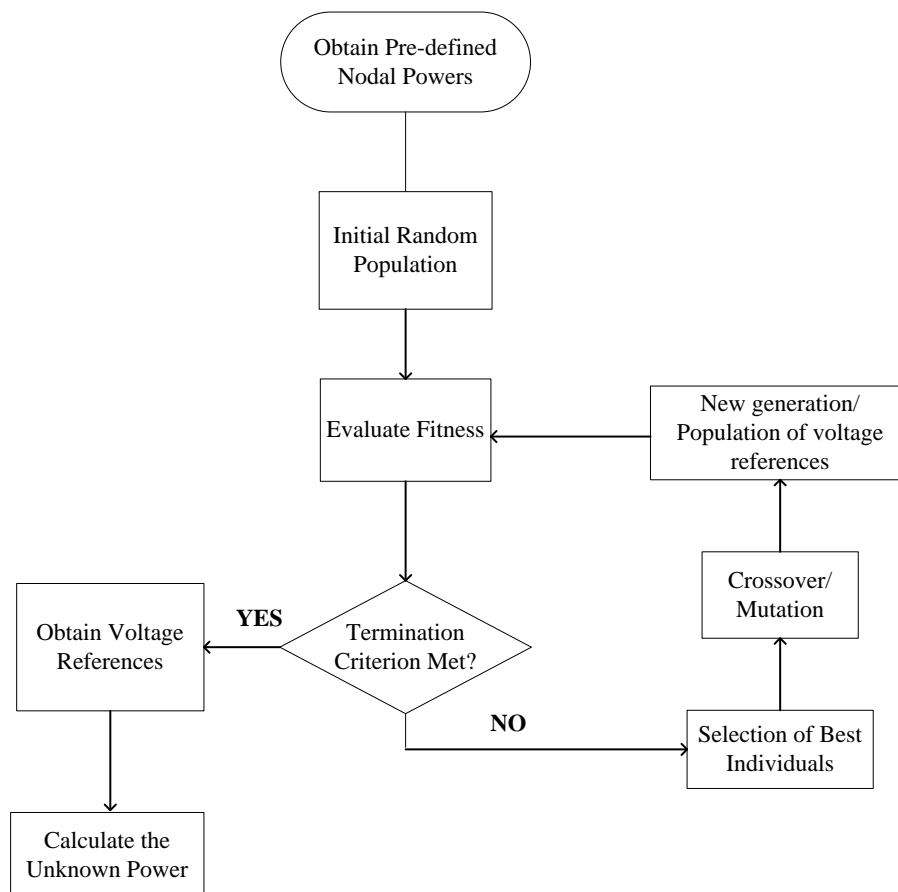 Obtain Pre-defined
Nodal Powers
Initial Random
Population
Evaluate Fitness
New generation/
Population of voltage
references
Crossover/
Mutation
YES
Termination
Criterion Met?
Obtain Voltage
References
NO
Selection of Best
Individuals
Calculate the
Unknown Power